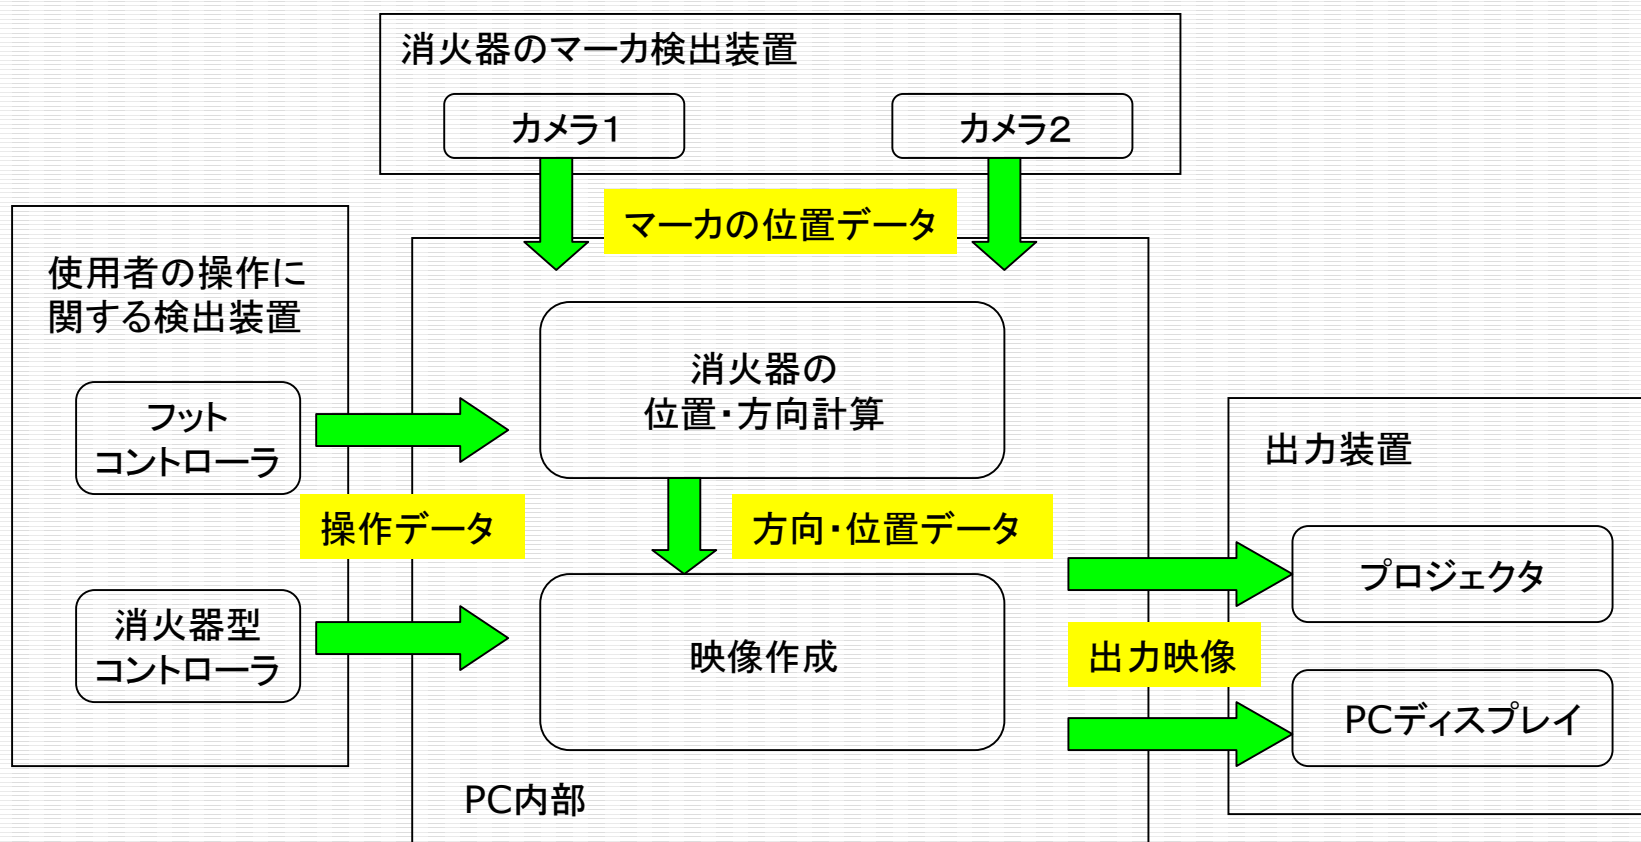 消火器のマーカ検出装置
カメラ1
カメラ2
マーカの位置データ
使用者の操作に
関する検出装置
フット
コントローラ
操作データ
消火器型
コントローラ
消火器の
位置・方向計算
方向・位置データ
映像作成
PC内部
出力映像
出力装置
プロジェクタ
PCディスプレイ